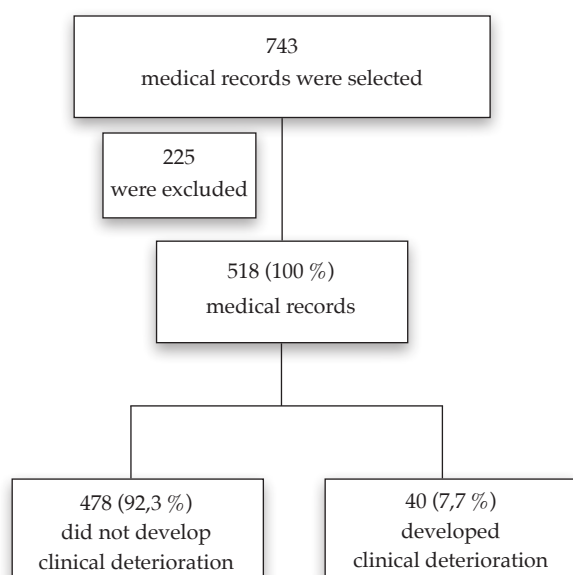 743
medical records were selected
225
were excluded
518 (100 %)
medical records
478 (92,3 %)
did not develop
clinical deterioration
40 (7,7 %)
developed
clinical deterioration